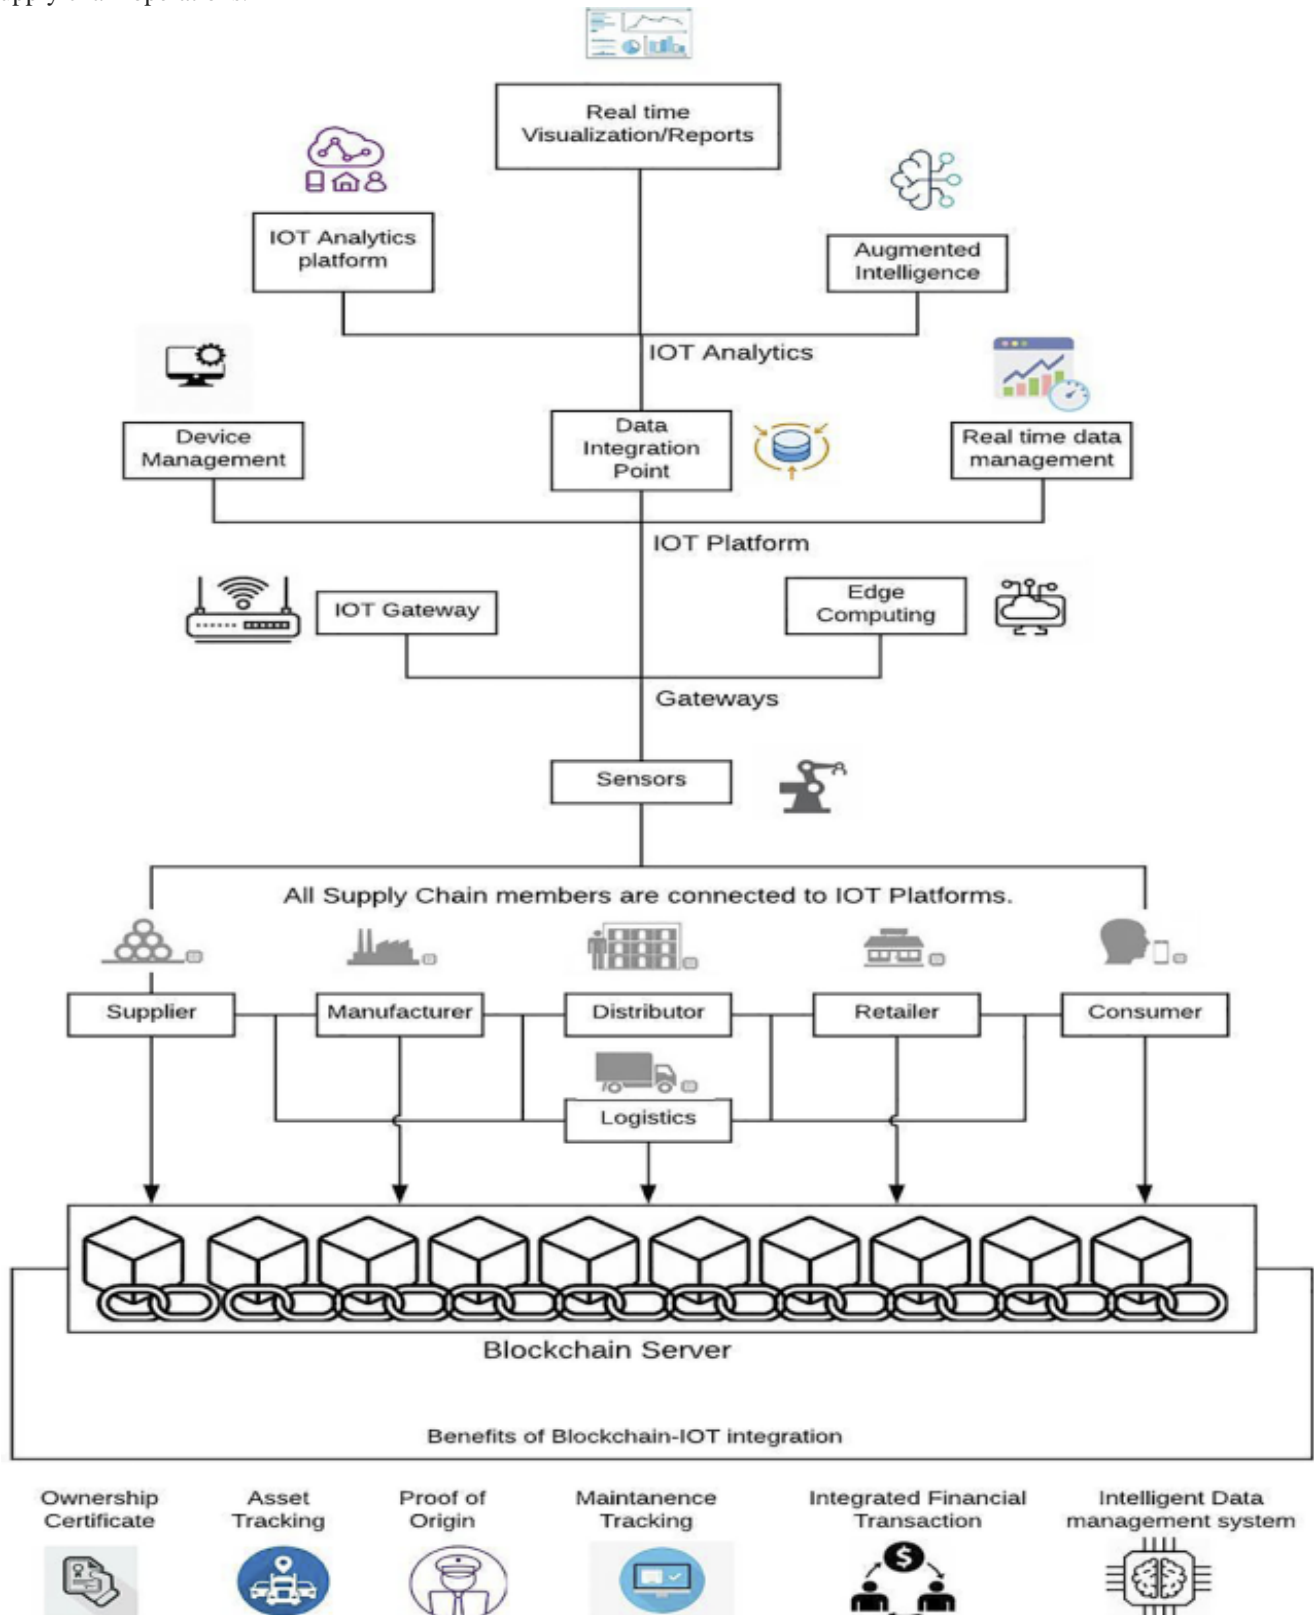 Real time
Visualization/Reports
IOT Analytics
platform
Augmented
Intelligence
IOT Analytics
Device
Management
Data
Integration
Point
Real time data
management
IOT Platform
IOT Gateway
Edge
Computing
Gateways
Sensors
All Supply Chain members are connected to IOT Platforms.
Supplier
Manufacturer
Distributor
Retailer
Consumer
Logistics
Blockchain Server
Benefits of Blockchain-IOT integration
Ownership
Certificate
Asset
Tracking
Proof of
Origin
Maintanence
Tracking
Integrated Financial
Transaction
Intelligent Data
management system